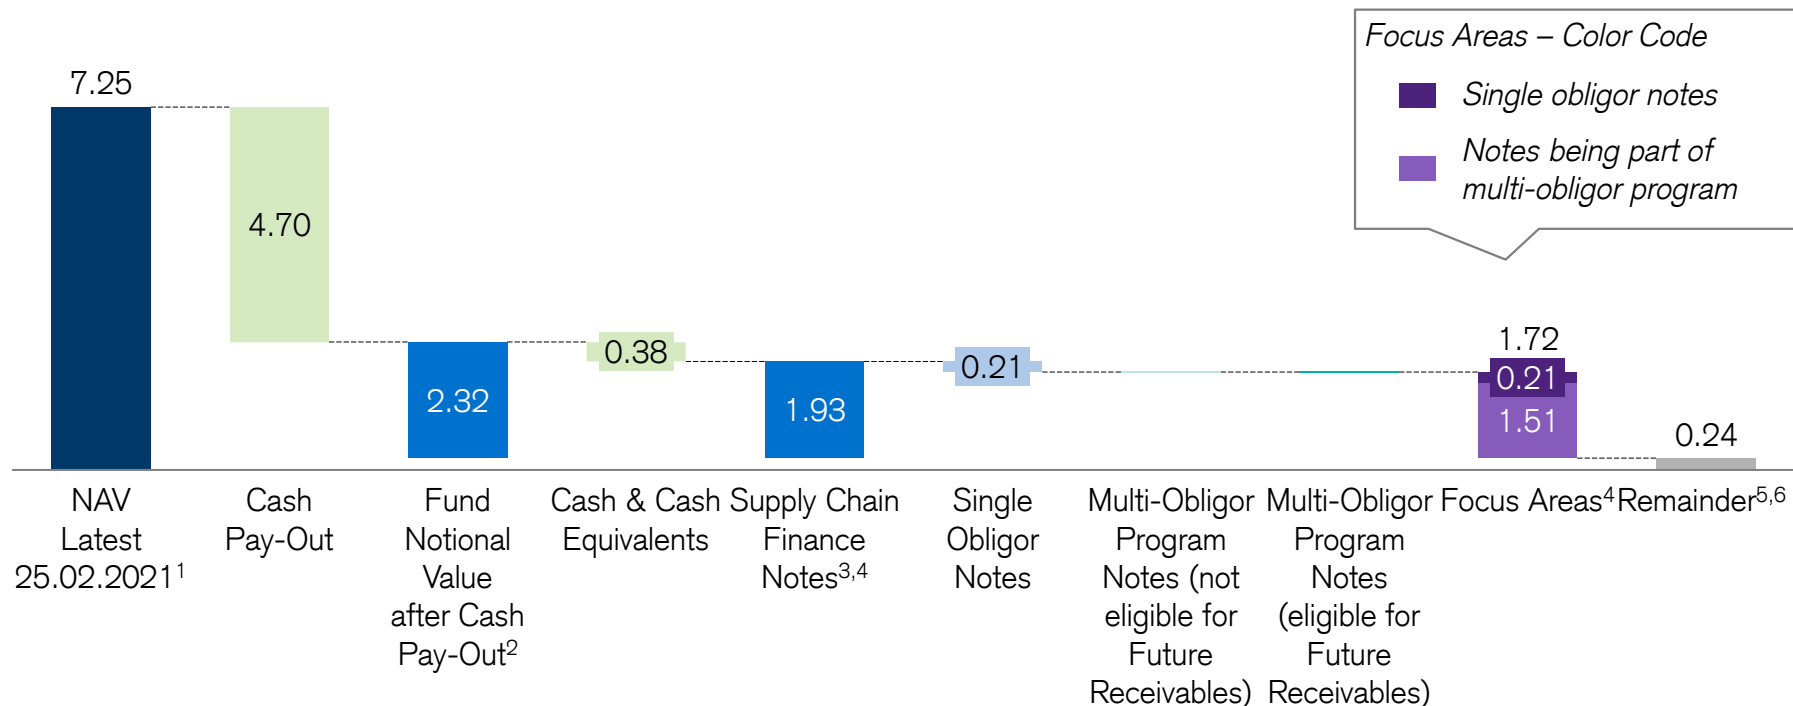 Focus Areas – Color Code
Single obligor notes
Notes being part of
multi-obligor program
7.25
4.70
2.32
0.38
1.93
0.21
1.72
0.21
1.51
0.24
NAV
Latest
25.02.2021¹
Cash
Pay-Out
Fund
Notional
Value
after Cash
Pay-Out²
Cash & Cash
Equivalents
Supply Chain
Finance
Notes³,⁴
Single
Obligor
Notes
Multi-Obligor
Program
Notes (not
eligible for
Future
Receivables)
Multi-Obligor
Program
Notes
(eligible for
Future
Receivables)
Focus Areas⁴
Remainder⁵,⁶